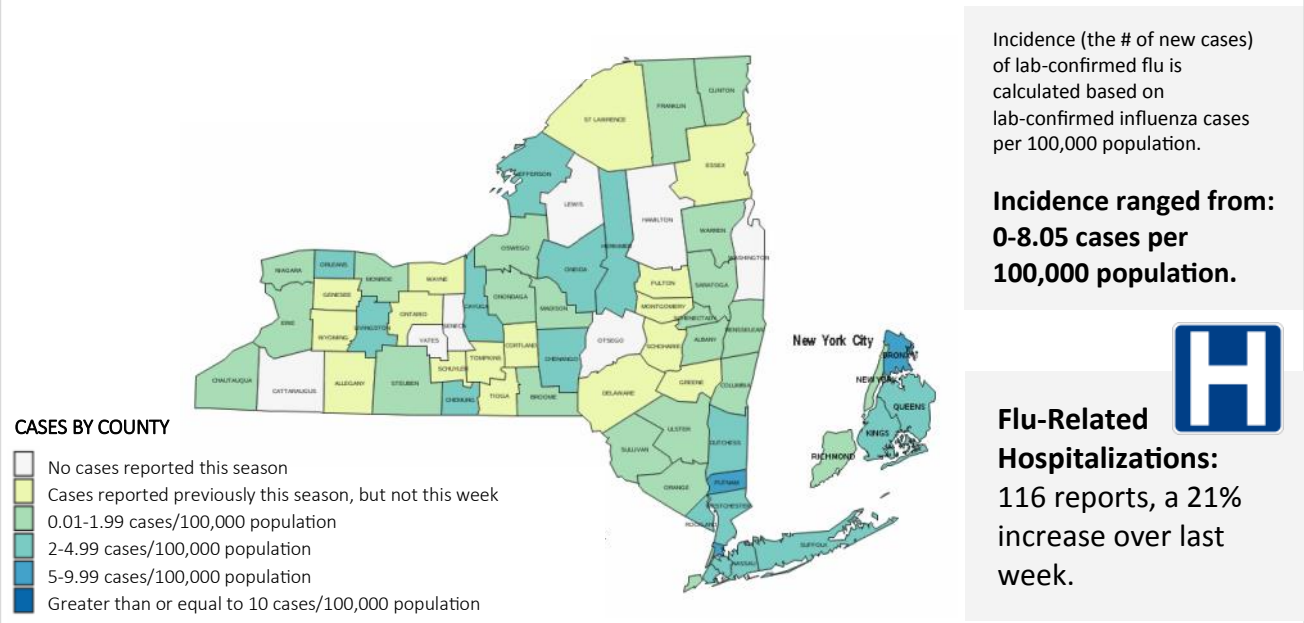 ST LAWRENCE
FRANKLIN
CLINTON
ESSEX
JEFFERSON
LEWIS
HAMILTON
HERKIMER
WARREN
WASHINGTON
OSWEGO
ONEIDA
NIAGARA
ORLEANS
MONROE
WAYNE
FULTON
SARATOGA
GENESEE
CAYUGA
ONONDAGA
MADISON
MONTGOMERY
SCHENECTADY
RENSSELAER
ERIE
WYOMING
LIVINGSTON
ONTARIO
SENECA
YATES
CORTLAND
CHENANGO
OTSEGO
SCHOHARIE
ALBANY
TOMPKINS
SCHUYLER
CHAUTAUQUA
CATTARAUGUS
ALLEGANY
STEUBEN
CHEMUNG
TIOGA
BROOME
DELAWARE
GREENE
COLUMBIA
ULSTER
DUTCHESS
SULLIVAN
ORANGE
PUTNAM
WESTCHESTER
ROCKLAND
NASSAU
SUFFOLK
New York City
BRONX
NEW YORK
QUEENS
KINGS
RICHMOND
CASES BY COUNTY
No cases reported this season
Cases reported previously this season, but not this week
0.01-1.99 cases/100,000 population
2-4.99 cases/100,000 population
5-9.99 cases/100,000 population
Greater than or equal to 10 cases/100,000 population
Incidence (the # of new cases)
of lab-confirmed flu is
calculated based on
lab-confirmed influenza cases
per 100,000 population.
Incidence ranged from:
0-8.05 cases per
100,000 population.
H
Flu-Related
Hospitalizations:
116 reports, a 21%
increase over last
week.